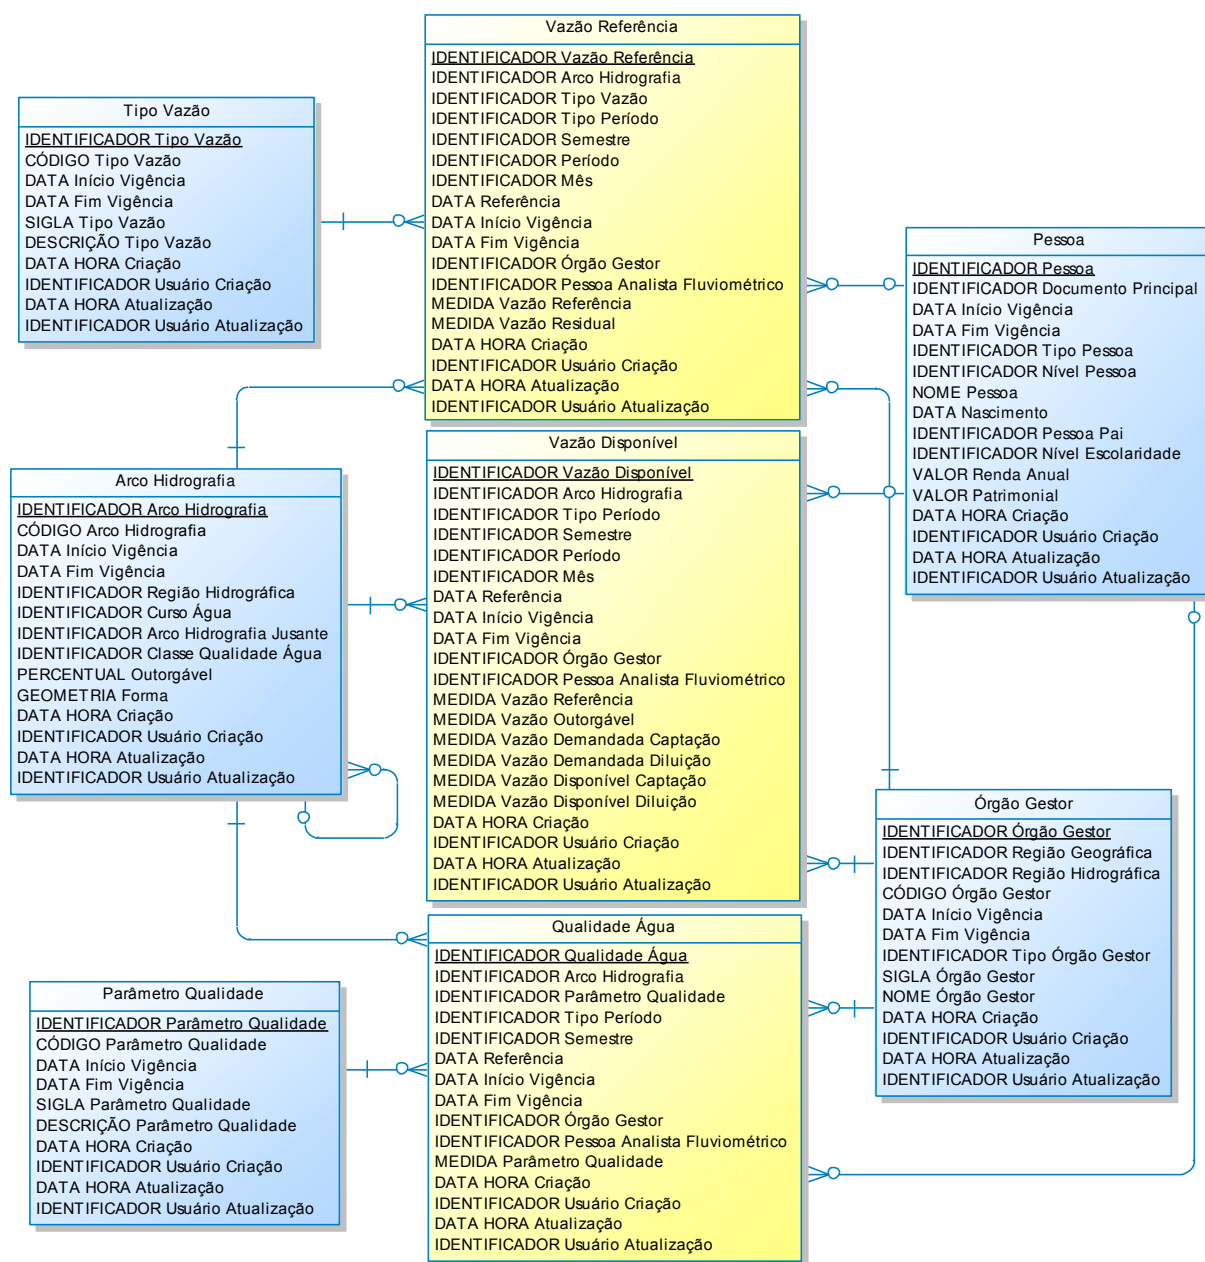 Vazão Referência
IDENTIFICADOR Vazão Referência
IDENTIFICADOR Arco Hidrografia
IDENTIFICADOR Tipo Vazão
IDENTIFICADOR Tipo Período
IDENTIFICADOR Semestre
IDENTIFICADOR Período
IDENTIFICADOR Mês
DATA Referência
DATA Início Vigência
DATA Fim Vigência
IDENTIFICADOR Órgão Gestor
IDENTIFICADOR Pessoa Analista Fluviométrico
MEDIDA Vazão Referência
MEDIDA Vazão Residual
DATA HORA Criação
IDENTIFICADOR Usuário Criação
DATA HORA Atualização
IDENTIFICADOR Usuário Atualização
Tipo Vazão
IDENTIFICADOR Tipo Vazão
CÓDIGO Tipo Vazão
DATA Início Vigência
DATA Fim Vigência
SIGLA Tipo Vazão
DESCRIÇÃO Tipo Vazão
DATA HORA Criação
IDENTIFICADOR Usuário Criação
DATA HORA Atualização
IDENTIFICADOR Usuário Atualização
Pessoa
IDENTIFICADOR Pessoa
IDENTIFICADOR Documento Principal
DATA Início Vigência
DATA Fim Vigência
IDENTIFICADOR Tipo Pessoa
IDENTIFICADOR Nível Pessoa
NOME Pessoa
DATA Nascimento
IDENTIFICADOR Pessoa Pai
IDENTIFICADOR Nível Escolaridade
VALOR Renda Anual
VALOR Patrimonial
DATA HORA Criação
IDENTIFICADOR Usuário Criação
DATA HORA Atualização
IDENTIFICADOR Usuário Atualização
Vazão Disponível
IDENTIFICADOR Vazão Disponível
IDENTIFICADOR Arco Hidrografia
IDENTIFICADOR Tipo Período
IDENTIFICADOR Semestre
IDENTIFICADOR Período
IDENTIFICADOR Mês
DATA Referência
DATA Início Vigência
DATA Fim Vigência
IDENTIFICADOR Órgão Gestor
IDENTIFICADOR Pessoa Analista Fluviométrico
MEDIDA Vazão Referência
MEDIDA Vazão Outorgável
MEDIDA Vazão Demandada Captação
MEDIDA Vazão Demandada Diluição
MEDIDA Vazão Disponível Captação
MEDIDA Vazão Disponível Diluição
DATA HORA Criação
IDENTIFICADOR Usuário Criação
DATA HORA Atualização
IDENTIFICADOR Usuário Atualização
Arco Hidrografia
IDENTIFICADOR Arco Hidrografia
CÓDIGO Arco Hidrografia
DATA Início Vigência
DATA Fim Vigência
IDENTIFICADOR Região Hidrográfica
IDENTIFICADOR Curso Água
IDENTIFICADOR Arco Hidrografia Jusante
IDENTIFICADOR Classe Qualidade Água
PERCENTUAL Outorgável
GEOMETRIA Forma
DATA HORA Criação
IDENTIFICADOR Usuário Criação
DATA HORA Atualização
IDENTIFICADOR Usuário Atualização
Órgão Gestor
IDENTIFICADOR Órgão Gestor
IDENTIFICADOR Região Geográfica
IDENTIFICADOR Região Hidrográfica
CÓDIGO Órgão Gestor
DATA Início Vigência
DATA Fim Vigência
IDENTIFICADOR Tipo Órgão Gestor
SIGLA Órgão Gestor
NOME Órgão Gestor
DATA HORA Criação
IDENTIFICADOR Usuário Criação
DATA HORA Atualização
IDENTIFICADOR Usuário Atualização
Qualidade Água
IDENTIFICADOR Qualidade Água
IDENTIFICADOR Arco Hidrografia
IDENTIFICADOR Parâmetro Qualidade
IDENTIFICADOR Tipo Período
IDENTIFICADOR Semestre
DATA Referência
DATA Início Vigência
DATA Fim Vigência
IDENTIFICADOR Órgão Gestor
IDENTIFICADOR Pessoa Analista Fluviométrico
MEDIDA Parâmetro Qualidade
DATA HORA Criação
IDENTIFICADOR Usuário Criação
DATA HORA Atualização
IDENTIFICADOR Usuário Atualização
Parâmetro Qualidade
IDENTIFICADOR Parâmetro Qualidade
CÓDIGO Parâmetro Qualidade
DATA Início Vigência
DATA Fim Vigência
SIGLA Parâmetro Qualidade
DESCRIÇÃO Parâmetro Qualidade
DATA HORA Criação
IDENTIFICADOR Usuário Criação
DATA HORA Atualização
IDENTIFICADOR Usuário Atualização